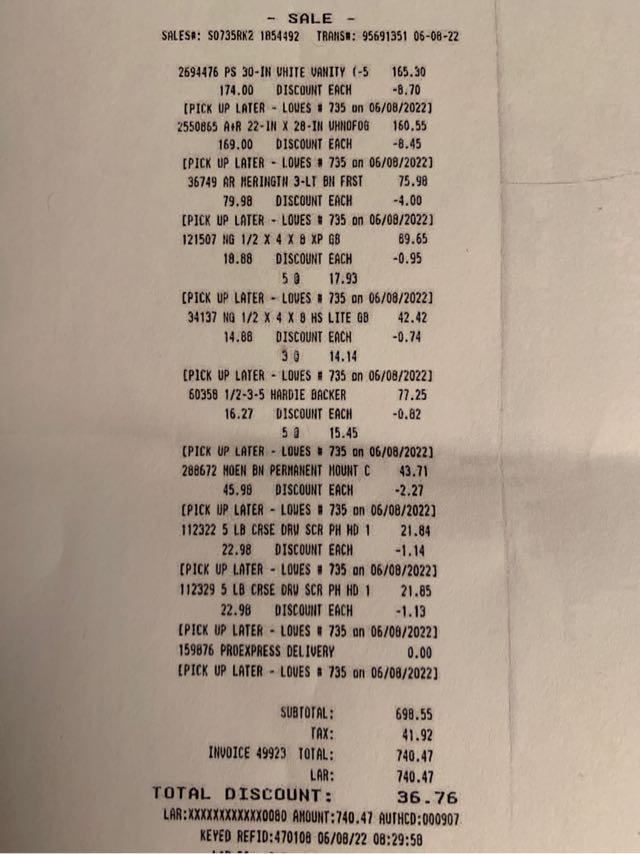 - SALE -
SALES#: S0735RK2 1854492 TRANS#: 95691351 06-08-22
2694476 PS 30-IN WHITE VANITY (-5 165.30
174.00 DISCOUNT EACH -8.70
[PICK UP LATER - LOWES # 735 on 06/08/2022]
2550865 A+R 22-IN X 28-IN WHNOFOG 160.55
169.00 DISCOUNT EACH -8.45
[PICK UP LATER - LOWES # 735 on 06/08/2022]
36749 AR MERINGTN 3-LT BN FRST 75.98
79.98 DISCOUNT EACH -4.00
[PICK UP LATER - LOWES # 735 on 06/08/2022]
121507 NG 1/2 X 4 X 8 XP GB 89.65
18.88 DISCOUNT EACH -0.95
5 @ 17.93
[PICK UP LATER - LOWES # 735 on 06/08/2022]
34137 NG 1/2 X 4 X 8 HS LITE GB 42.42
14.88 DISCOUNT EACH -0.74
3 @ 14.14
[PICK UP LATER - LOWES # 735 on 06/08/2022]
60358 1/2-3-5 HARDIE BACKER 77.25
16.27 DISCOUNT EACH -0.82
5 @ 15.45
[PICK UP LATER - LOWES # 735 on 06/08/2022]
288672 MOEN BN PERMANENT MOUNT C 43.71
45.98 DISCOUNT EACH -2.27
[PICK UP LATER - LOWES # 735 on 06/08/2022]
112322 5 LB CRSE DRW SCR PH HD 1 21.84
22.98 DISCOUNT EACH -1.14
[PICK UP LATER - LOWES # 735 on 06/08/2022]
112329 5 LB CRSE DRW SCR PH HD 1 21.85
22.98 DISCOUNT EACH -1.13
[PICK UP LATER - LOWES # 735 on 06/08/2022]
159876 PROEXPRESS DELIVERY 0.00
[PICK UP LATER - LOWES # 735 on 06/08/2022]
SUBTOTAL: 698.55
TAX: 41.92
INVOICE 49923 TOTAL: 740.47
LAR: 740.47
TOTAL DISCOUNT: 36.76
LAR:XXXXXXXXXXXX0080 AMOUNT:740.47 AUTHCD:000907
KEYED REFID:470108 06/08/22 08:29:58